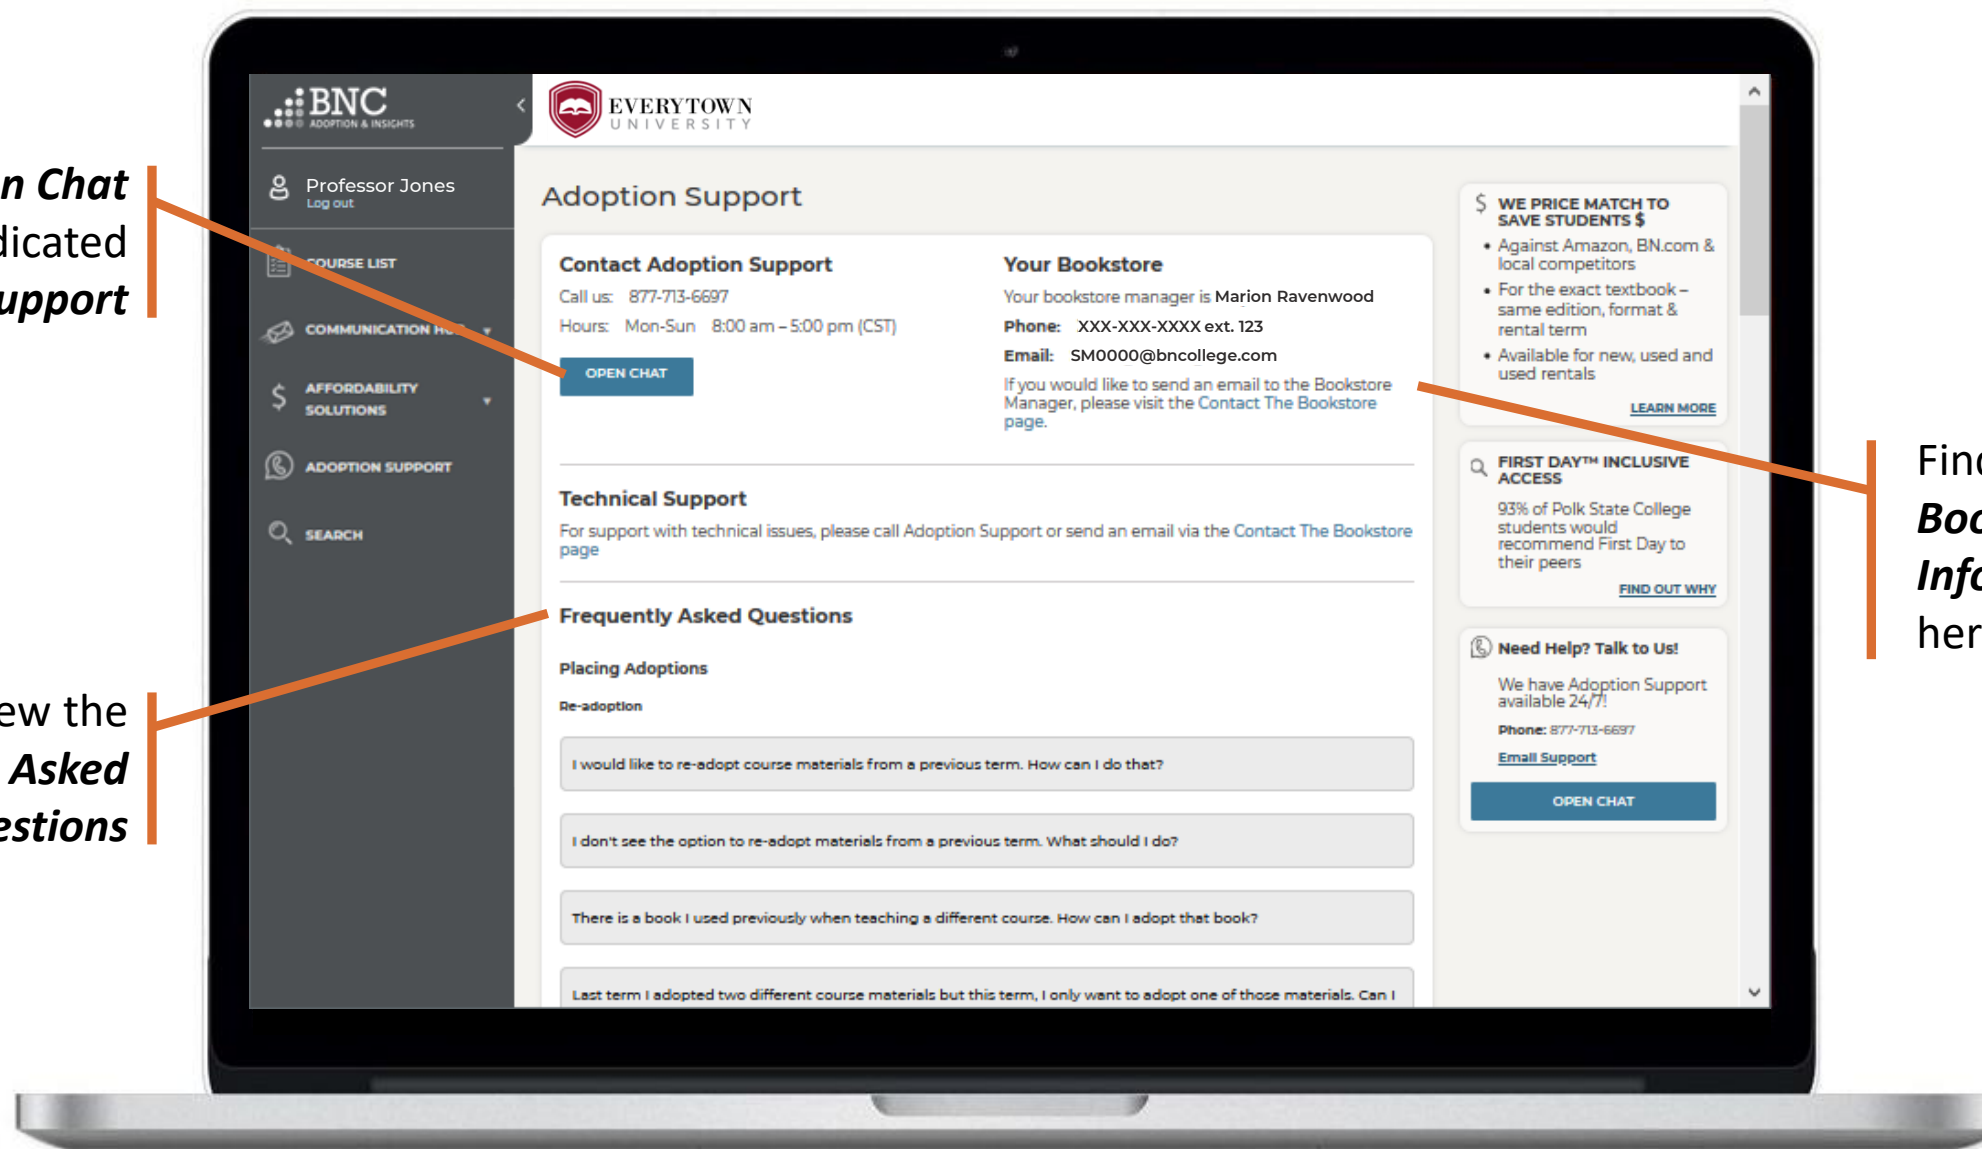 BNC
ADOPTION & INSIGHTS
Professor Jones
Log out
COURSE LIST
COMMUNICATION HUB
AFFORDABILITY
SOLUTIONS
ADOPTION SUPPORT
SEARCH
EVERYTOWN
UNIVERSITY
Adoption Support
Contact Adoption Support
Call us: 877-713-6697
Hours: Mon-Sun 8:00 am – 5:00 pm (CST)
OPEN CHAT
Your Bookstore
Your bookstore manager is Marion Ravenwood
Phone: XXX-XXX-XXXX ext. 123
Email: SM0000@bncollege.com
If you would like to send an email to the Bookstore
Manager, please visit the Contact The Bookstore
page.
Technical Support
For support with technical issues, please call Adoption Support or send an email via the Contact The Bookstore
page
Frequently Asked Questions
Placing Adoptions
Re-adoption
I would like to re-adopt course materials from a previous term. How can I do that?
I don't see the option to re-adopt materials from a previous term. What should I do?
There is a book I used previously when teaching a different course. How can I adopt that book?
Last term I adopted two different course materials but this term, I only want to adopt one of those materials. Can I
$ WE PRICE MATCH TO
SAVE STUDENTS $
• Against Amazon, BN.com &
local competitors
• For the exact textbook –
same edition, format &
rental term
• Available for new, used and
used rentals
LEARN MORE
FIRST DAY™ INCLUSIVE
ACCESS
93% of Polk State College
students would
recommend First Day to
their peers
FIND OUT WHY
Need Help? Talk to Us!
We have Adoption Support
available 24/7!
Phone: 877-713-6697
Email Support
OPEN CHAT
n Chat
dicated
upport
ew the
Asked
estions
Find
Boo
Info
her